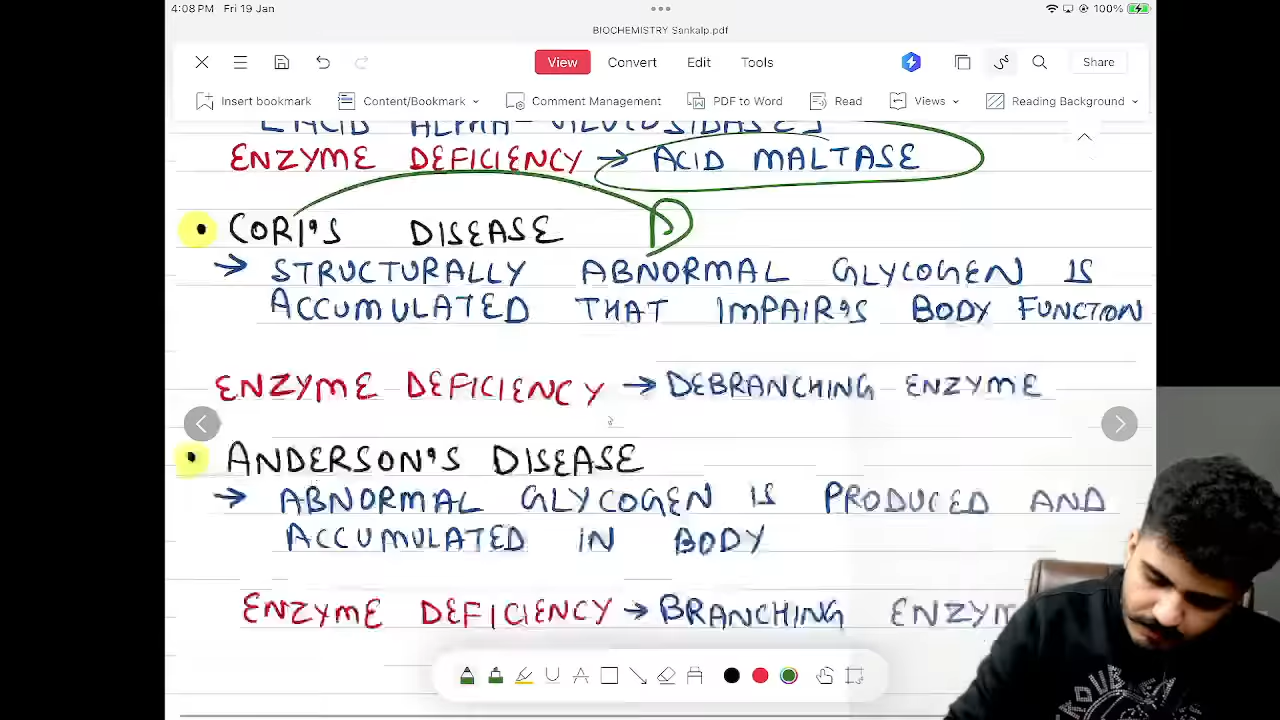 4:08 PM Fri 19 Jan
100%
BIOCHEMISTRY Sankalp.pdf
View Convert Edit Tools Share
Insert bookmark Content/Bookmark Comment Management PDF to Word Read Views Reading Background
ENZYME DEFICIENCY → ACID MALTASE
• CORI'S DISEASE D
→ STRUCTURALLY ABNORMAL GLYCOGEN IS
ACCUMULATED THAT IMPAIR'S BODY FUNCTION
ENZYME DEFICIENCY → DEBRANCHING ENZYME
• ANDERSON'S DISEASE
→ ABNORMAL GLYCOGEN IS PRODUCED AND
ACCUMULATED IN BODY
ENZYME DEFICIENCY → BRANCHING ENZYM